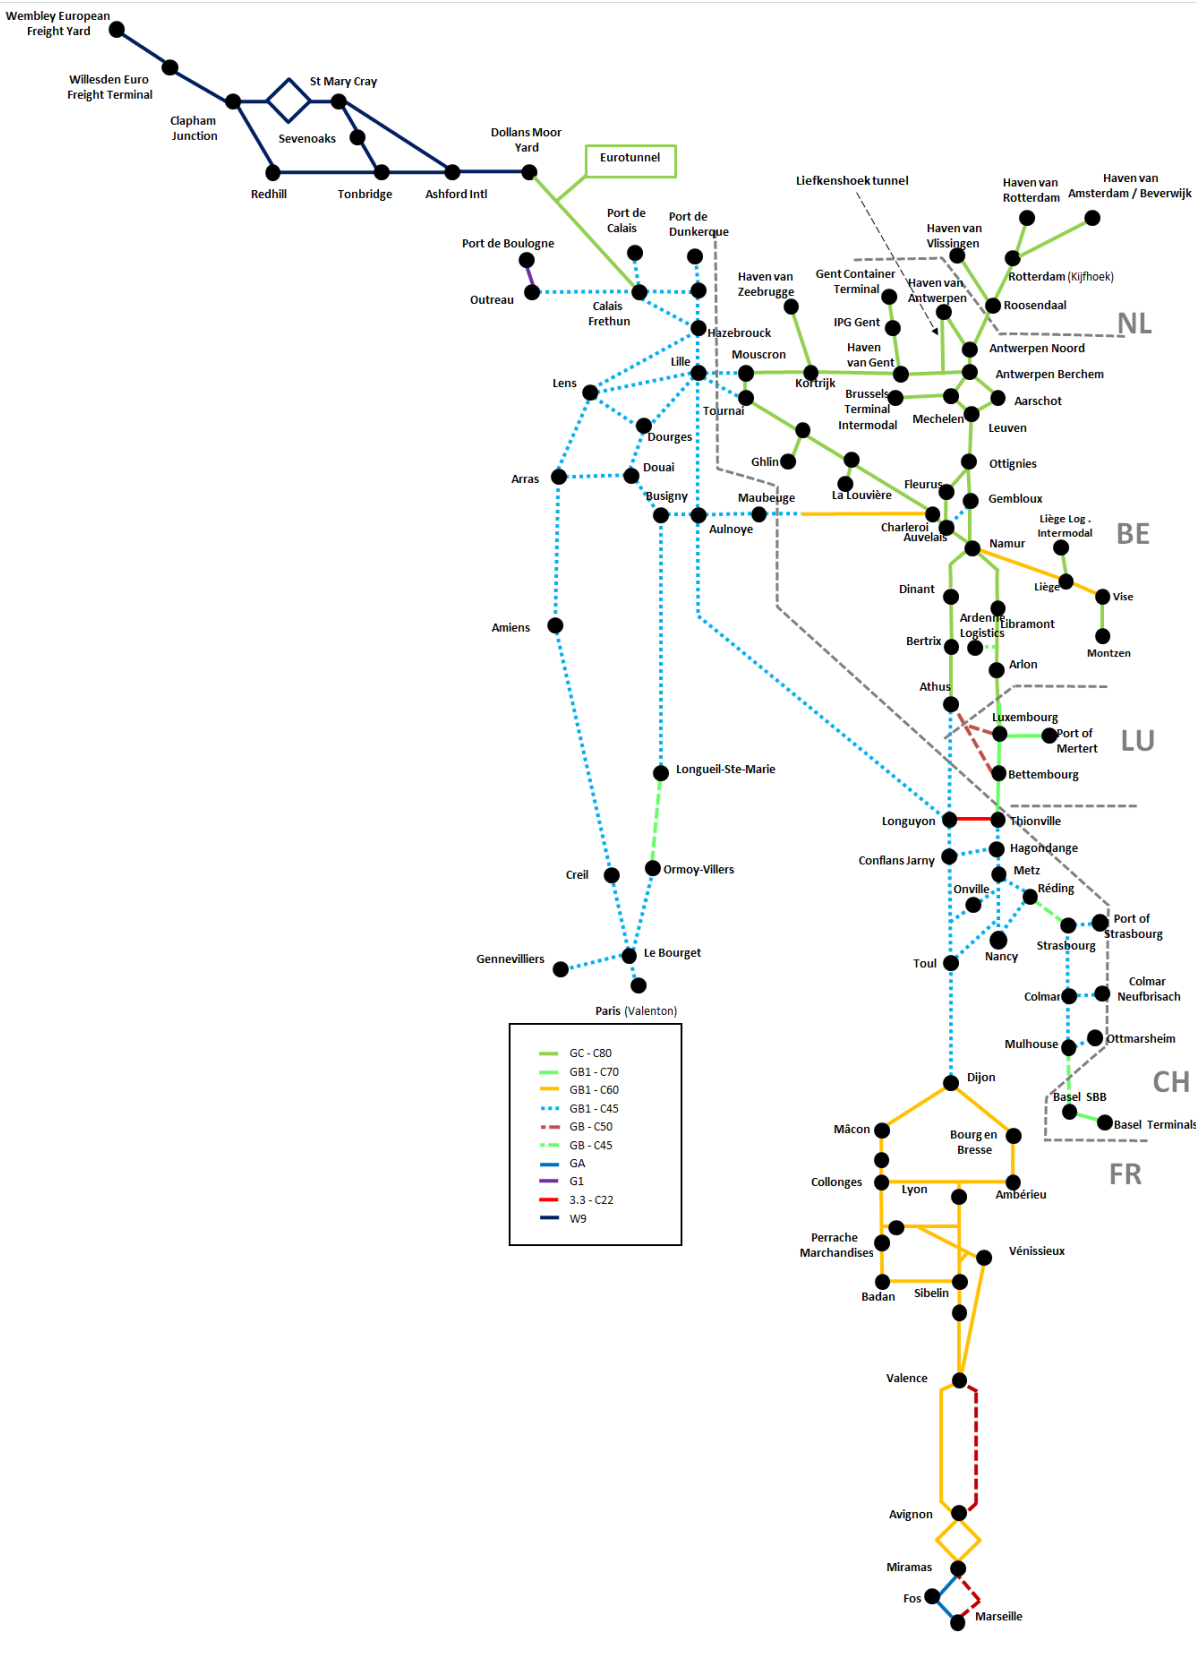 Wembley European
Freight Yard
Willesden Euro
Freight Terminal
St Mary Cray
Clapham
Junction
Sevenoaks
Dollans Moor
Yard
Eurotunnel
Redhill
Tonbridge
Ashford Intl
Liefkenshoek tunnel
Haven van
Rotterdam
Haven van
Amsterdam / Beverwijk
Port de
Calais
Port de
Dunkerque
Haven van
Vlissingen
Port de Boulogne
Rotterdam (Kijfhoek)
Haven van
Zeebrugge
Gent Container
Terminal
Haven van
Antwerpen
Outreau
Calais
Frethun
Roosendaal
NL
IPG Gent
Hazebrouck
Haven
van Gent
Antwerpen Noord
Mouscron
Lille
Kortrijk
Antwerpen Berchem
Lens
Brussels
Terminal
Intermodal
Aarschot
Tournai
Mechelen
Leuven
Dourges
Ghlin
Ottignies
Arras
Douai
La Louvière
Fleurus
Busigny
Maubeuge
Gembloux
Liège Log .
Intermodal
Aulnoye
Charleroi
Auvelais
BE
Namur
Liège
Dinant
Vise
Ardenne
Logistics
Libramont
Amiens
Bertrix
Montzen
Arlon
Athus
Luxembourg
Port of
Mertert
LU
Longueil-Ste-Marie
Bettembourg
Longuyon
Thionville
Conflans Jarny
Hagondange
Creil
Ormoy-Villers
Metz
Onville
Réding
Port of
Strasbourg
Strasbourg
Gennevilliers
Le Bourget
Nancy
Toul
Colmar
Neufbrisach
Colmar
Paris (Valenton)
Mulhouse
Ottmarsheim
GC - C80
GB1 - C70
GB1 - C60
GB1 - C45
GB - C50
GB - C45
GA
G1
3.3 - C22
W9
Dijon
CH
Basel SBB
Basel Terminals
Mâcon
Bourg en
Bresse
FR
Collonges
Lyon
Ambérieu
Perrache
Marchandises
Vénissieux
Badan
Sibelin
Valence
Avignon
Miramas
Fos
Marseille